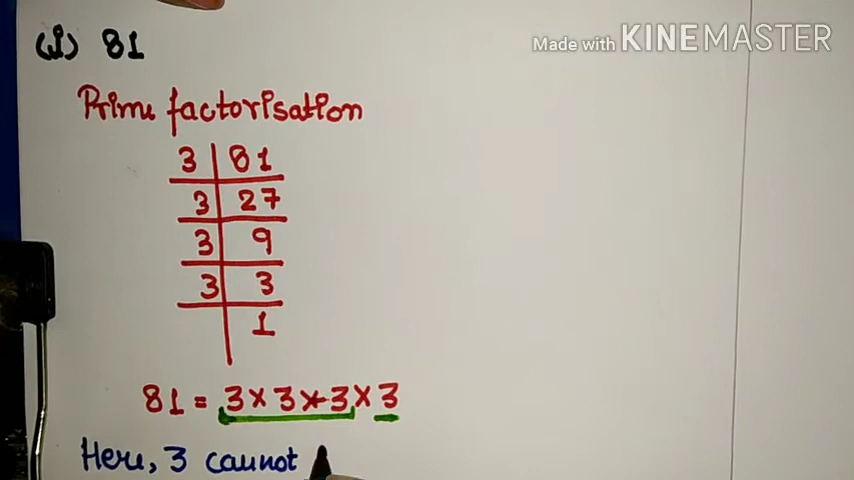 (i) 81
Made with KINEMASTER
Prime factorisation
3 81
3 27
3 9
3 3
1
81 = 3 × 3 × 3 × 3
Here, 3 cannot